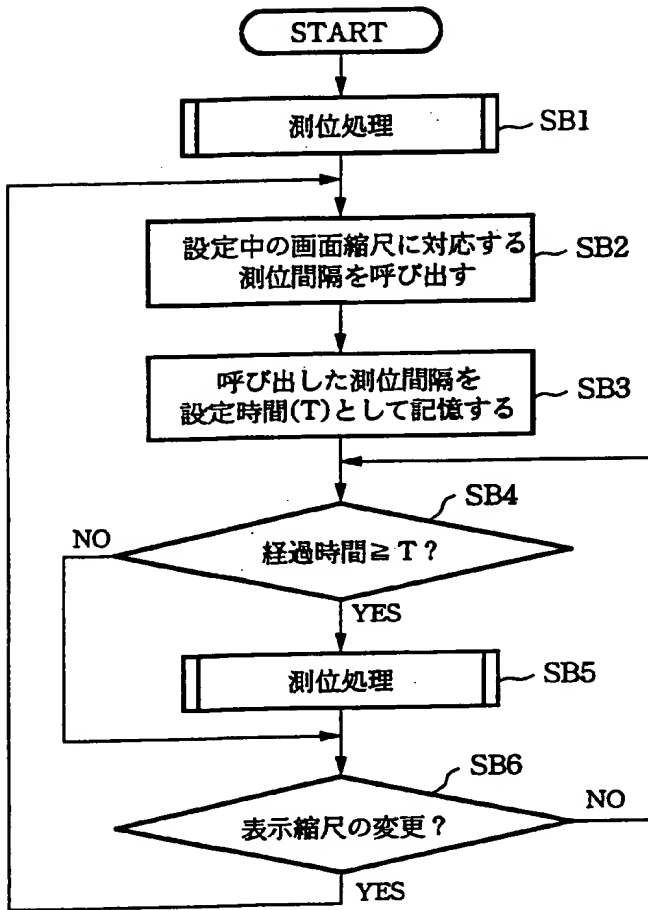 START
測位処理
SB1
設定中の画面縮尺に対応する
測位間隔を呼び出す
SB2
呼び出した測位間隔を
設定時間(T)として記憶する
SB3
SB4
経過時間≧T?
NO
YES
測位処理
SB5
SB6
表示縮尺の変更?
NO
YES